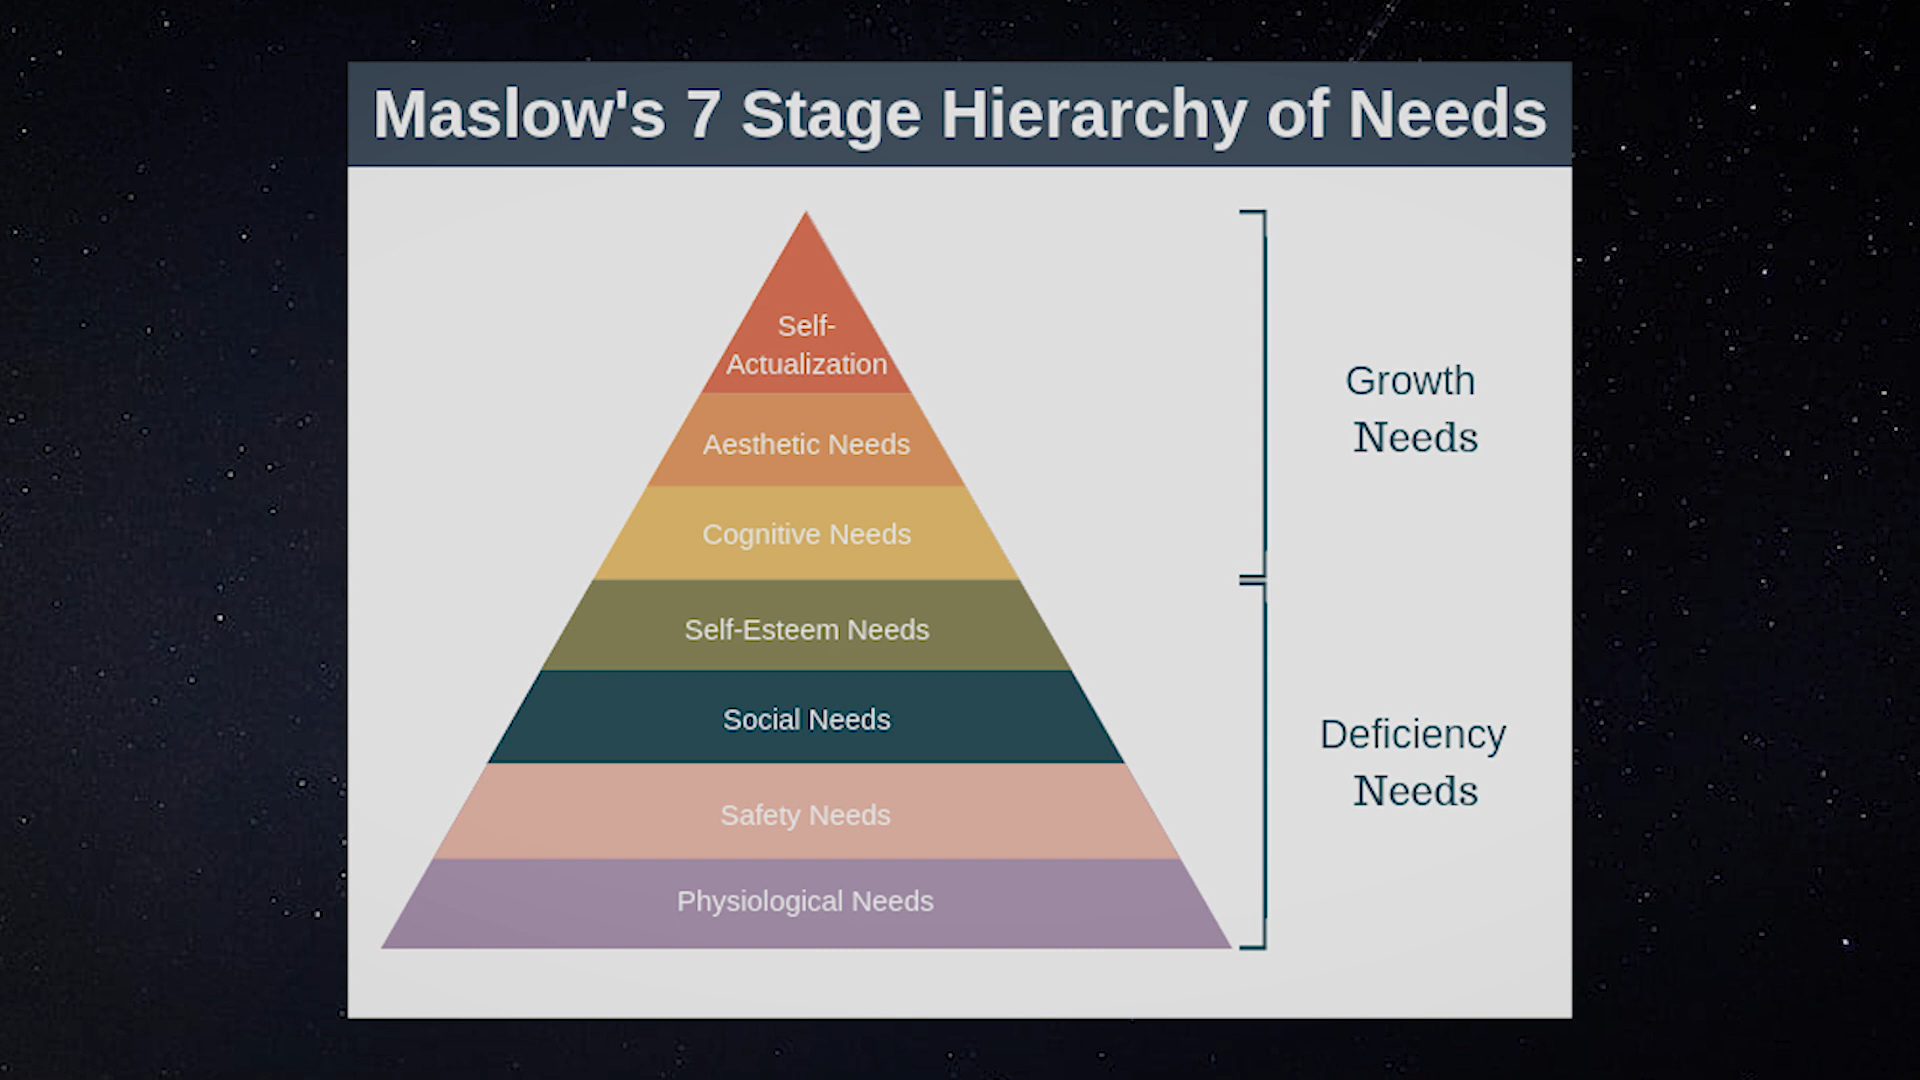 Maslow's 7 Stage Hierarchy of Needs
Self-
Actualization
Aesthetic Needs
Cognitive Needs
Self-Esteem Needs
Social Needs
Safety Needs
Physiological Needs
Growth
Needs
Deficiency
Needs